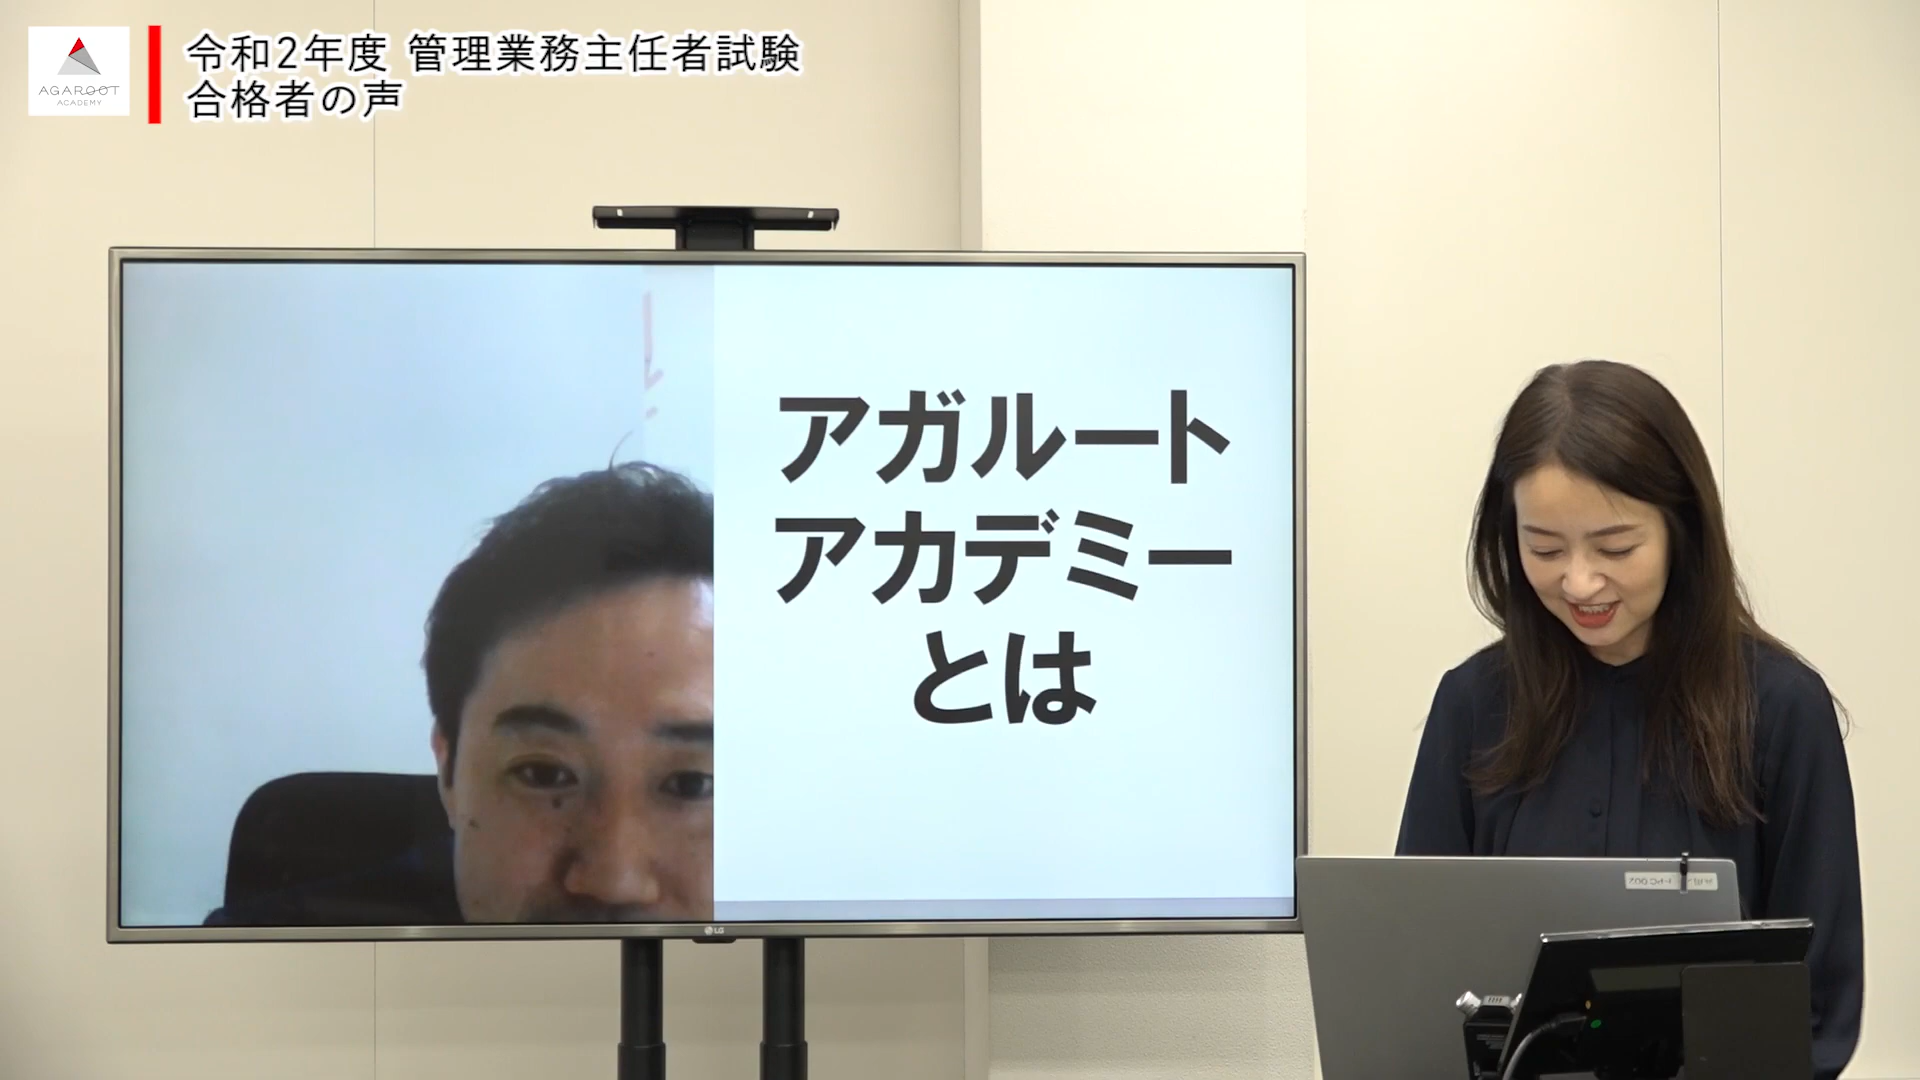 令和2年度 管理業務主任者試験
合格者の声
AGAROOT
ACADEMY
アガルート
アカデミー
とは
LG